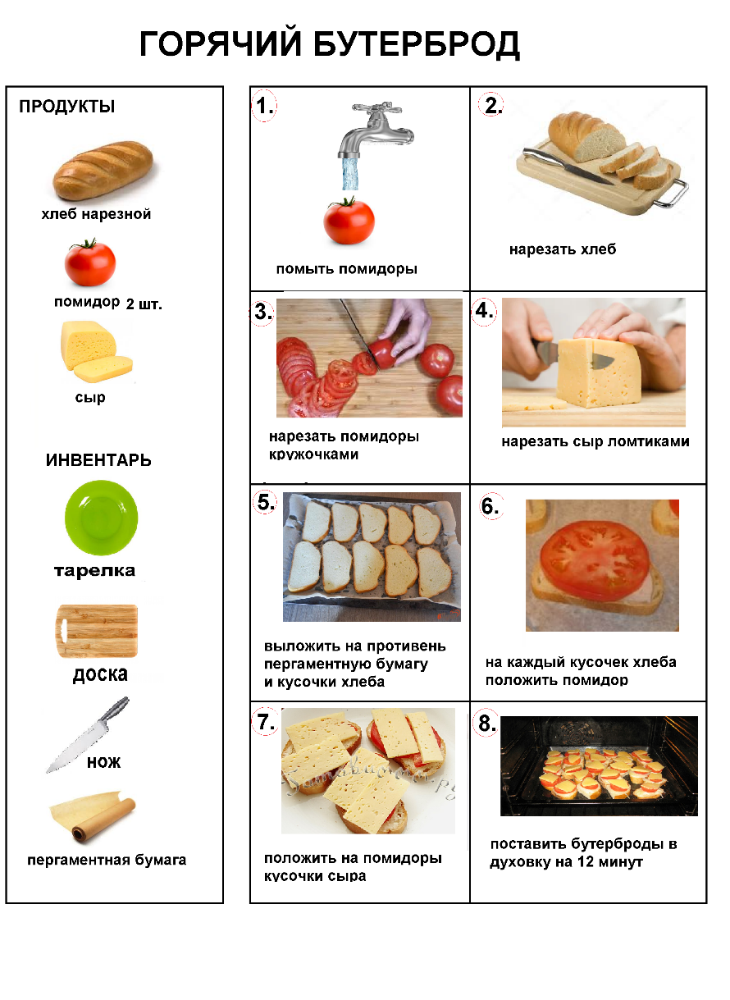 ГОРЯЧИЙ БУТЕРБРОД
ПРОДУКТЫ
хлеб нарезной
помидор 2 шт.
сыр
ИНВЕНТАРЬ
тарелка
доска
нож
пергаментная бумага
1.
помыть помидоры
2.
нарезать хлеб
3.
нарезать помидоры
кружочками
4.
нарезать сыр ломтиками
5.
выложить на противень
пергаментную бумагу
и кусочки хлеба
6.
на каждый кусочек хлеба
положить помидор
7.
положить на помидоры
кусочки сыра
8.
поставить бутерброды в
духовку на 12 минут